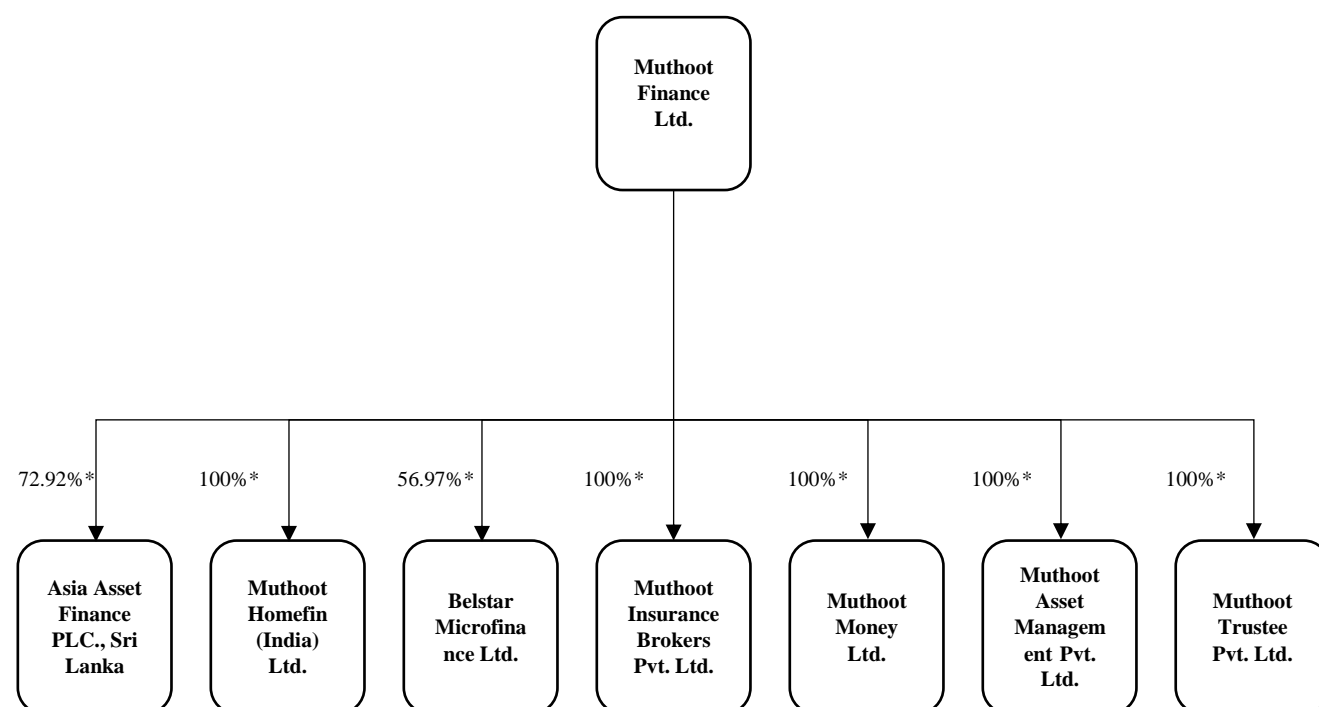 Muthoot
Finance
Ltd.
72.92%*
100%*
56.97%*
100%*
100%*
100%*
100%*
Asia Asset
Finance
PLC., Sri
Lanka
Muthoot
Homefin
(India)
Ltd.
Belstar
Microfina
nce Ltd.
Muthoot
Insurance
Brokers
Pvt. Ltd.
Muthoot
Money
Ltd.
Muthoot
Asset
Managem
ent Pvt.
Ltd.
Muthoot
Trustee
Pvt. Ltd.